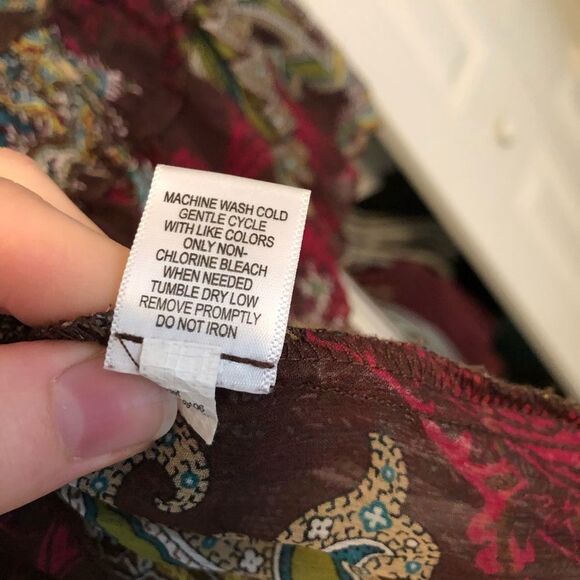 MACHINE WASH COLD
GENTLE CYCLE
WITH LIKE COLORS
ONLY NON-
CHLORINE BLEACH
WHEN NEEDED
TUMBLE DRY LOW
REMOVE PROMPTLY
DO NOT IRON